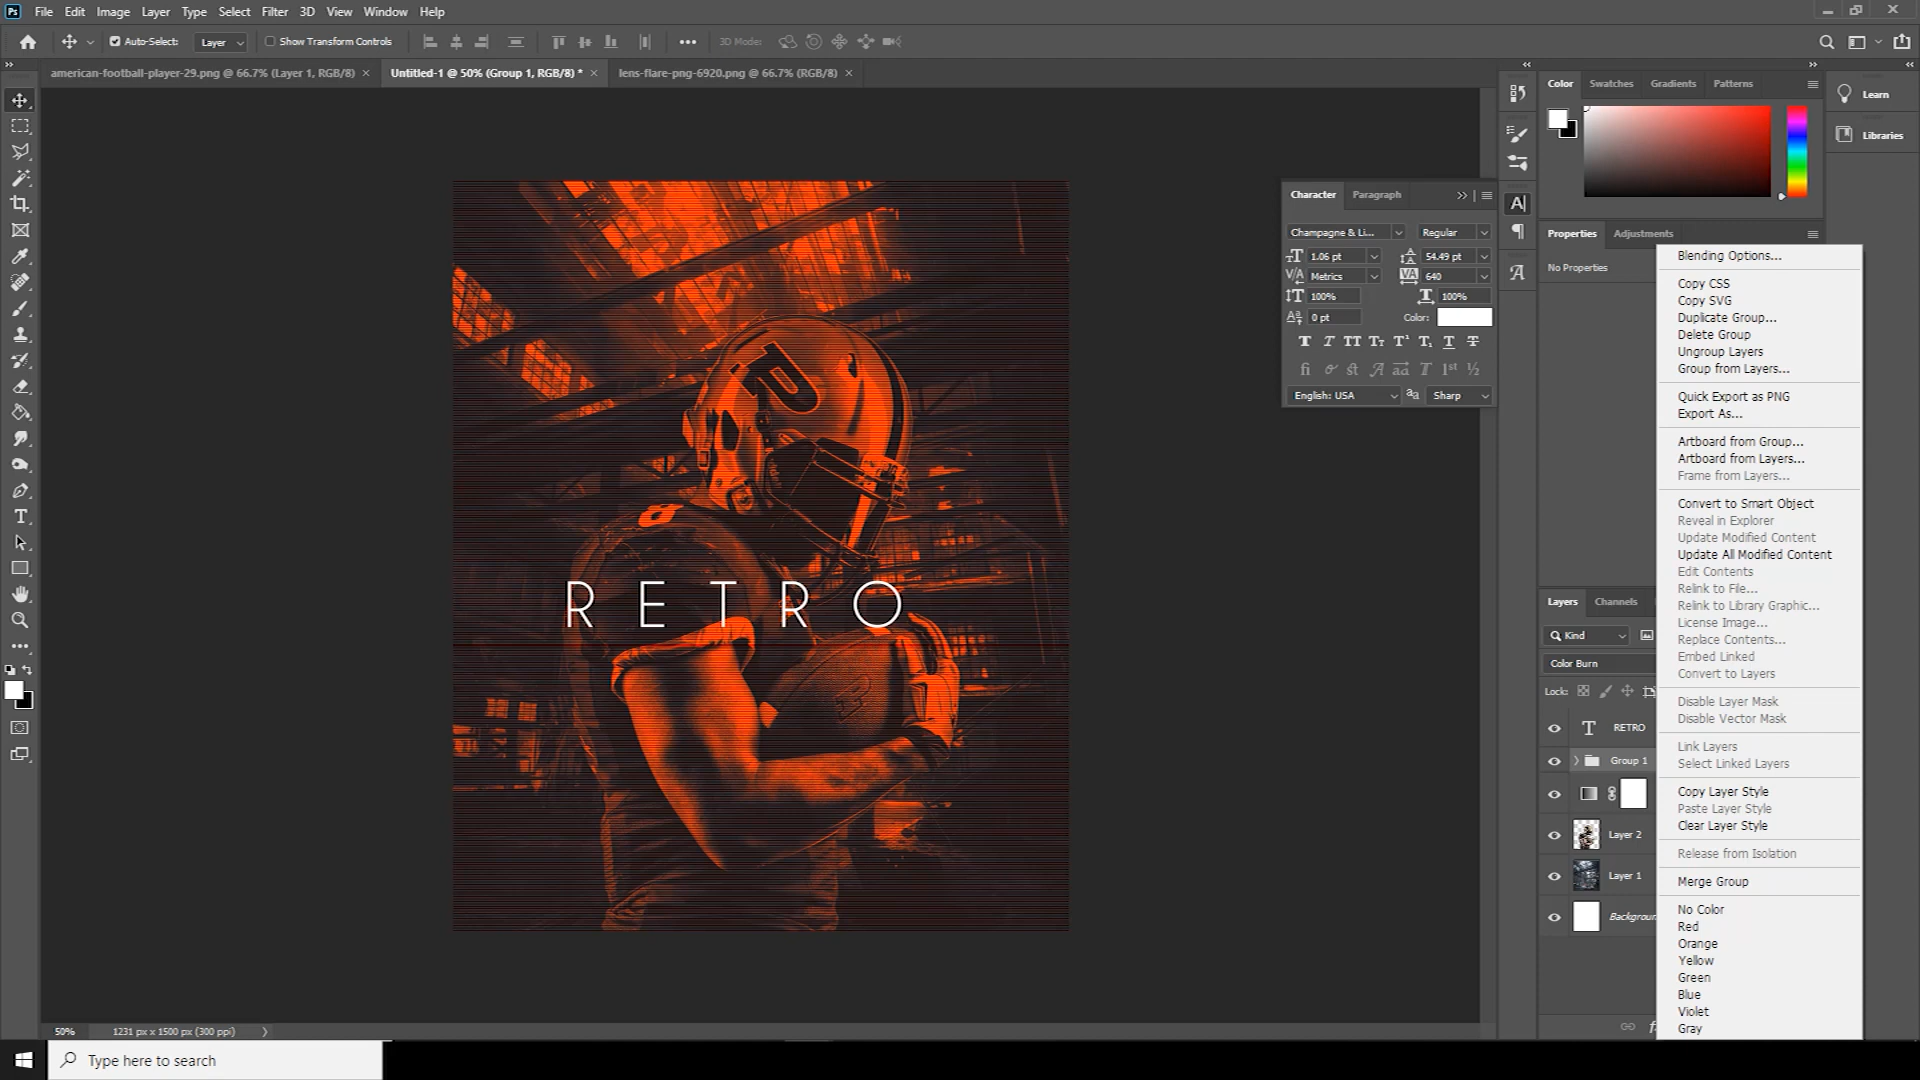 Ps File Edit Image Layer Type Select Filter 3D View Window Help
Auto-Select: Layer Show Transform Controls 3D Mode:
american-football-player-29.png @ 66.7% (Layer 1, RGB/8) × Untitled-1 @ 50% (Group 1, RGB/8) * × lens-flare-png-6920.png @ 66.7% (RGB/8) ×
Color Swatches Gradients Patterns
Learn
Libraries
Character Paragraph
Champagne & Li... Regular
1.06 pt 54.49 pt
Metrics 640
100% 100%
0 pt Color:
English: USA aa Sharp
Properties Adjustments
No Properties
Blending Options...
Copy CSS
Copy SVG
Duplicate Group...
Delete Group
Ungroup Layers
Group from Layers...
Quick Export as PNG
Export As...
Artboard from Group...
Artboard from Layers...
Frame from Layers...
Convert to Smart Object
Reveal in Explorer
Update Modified Content
Update All Modified Content
Edit Contents
Relink to File...
Relink to Library Graphic...
License Image...
Replace Contents...
Embed Linked
Convert to Layers
Disable Layer Mask
Disable Vector Mask
Link Layers
Select Linked Layers
Copy Layer Style
Paste Layer Style
Clear Layer Style
Release from Isolation
Merge Group
No Color
Red
Orange
Yellow
Green
Blue
Violet
Gray
RETRO
Layers Channels
Kind
Color Burn
Lock:
RETRO
Group 1
Layer 2
Layer 1
50% 1231 px x 1500 px (300 ppi)
Type here to search